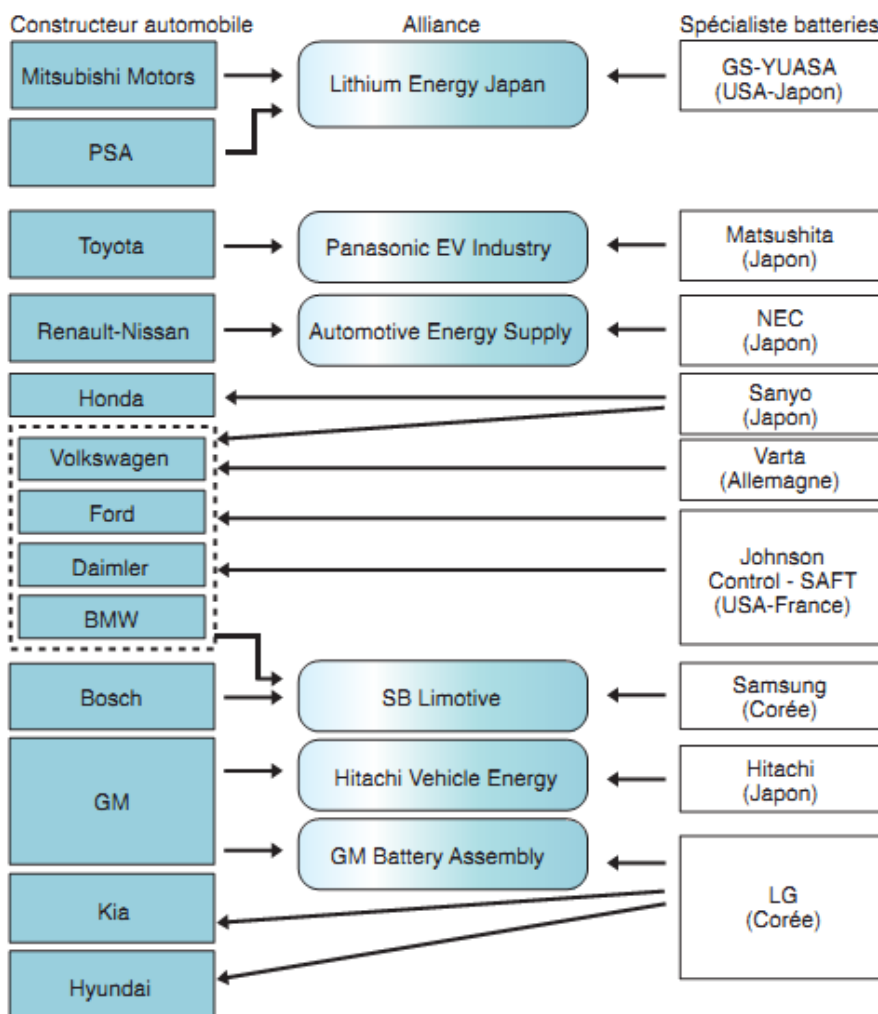 Constructeur automobile
Alliance
Spécialiste batteries
Mitsubishi Motors
Lithium Energy Japan
GS-YUASA
(USA-Japon)
PSA
Toyota
Panasonic EV Industry
Matsushita
(Japon)
Renault-Nissan
Automotive Energy Supply
NEC
(Japon)
Honda
Sanyo
(Japon)
Volkswagen
Varta
(Allemagne)
Ford
Daimler
Johnson
Control - SAFT
(USA-France)
BMW
Bosch
SB Limotive
Samsung
(Corée)
GM
Hitachi Vehicle Energy
Hitachi
(Japon)
GM Battery Assembly
LG
(Corée)
Kia
Hyundai